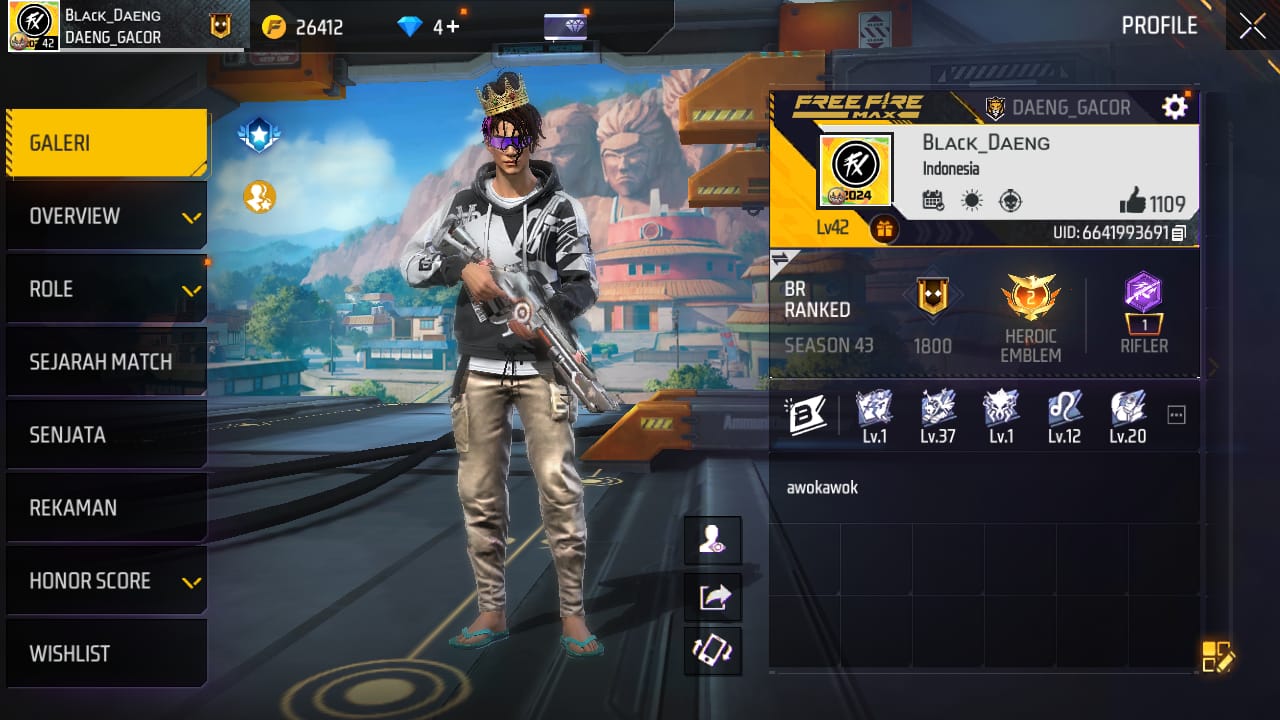 BLACK_DAENG
DAENG_GACOR
42
26412
4+
PROFILE
GALERI
OVERVIEW
ROLE
SEJARAH MATCH
SENJATA
REKAMAN
HONOR SCORE
WISHLIST
FREE FIRE
MAX
DAENG_GACOR
BLACK_DAENG
Indonesia
2024
1109
Lv42
UID: 6641993691
BR
RANKED
SEASON 43
1800
2
HEROIC
EMBLEM
1
RIFLER
Lv.1
Lv.37
Lv.1
Lv.12
Lv.20
awokawok